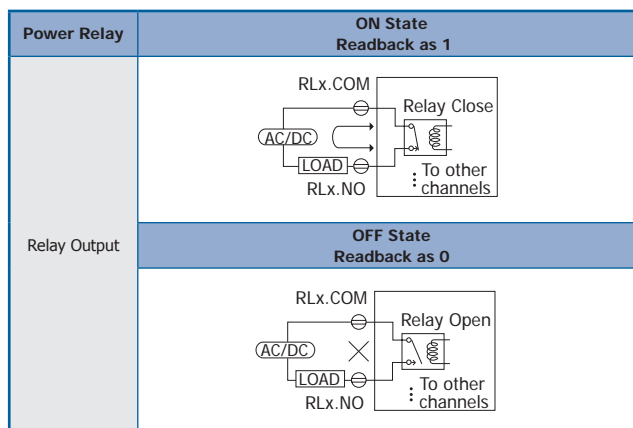 Power Relay
ON State
Readback as 1
Relay Output
RLx.COM
Relay Close
AC/DC
LOAD
RLx.NO
To other
channels
OFF State
Readback as 0
RLx.COM
Relay Open
AC/DC
LOAD
RLx.NO
To other
channels